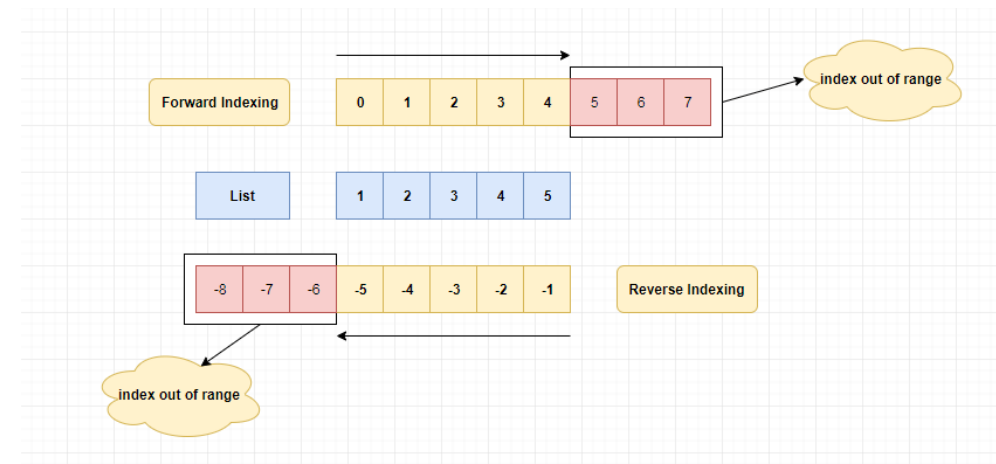 index out of range
Forward Indexing 0 1 2 3 4 5 6 7
List 1 2 3 4 5
-8 -7 -6 -5 -4 -3 -2 -1 Reverse Indexing
index out of range